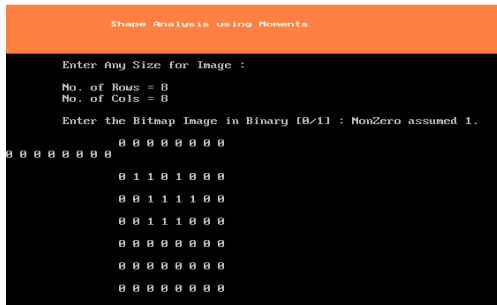 Shape Analysis using Moments
Enter Any Size for Image :
No. of Rows = 8
No. of Cols = 8
Enter the Bitmap Image in Binary [0/1] : NonZero assumed 1.
0 0 0 0 0 0 0 0
0 0 0 0 0 0 0 0
0 1 1 0 1 0 0 0
0 0 1 1 1 1 0 0
0 0 1 1 1 0 0 0
0 0 0 0 0 0 0 0
0 0 0 0 0 0 0 0
0 0 0 0 0 0 0 0